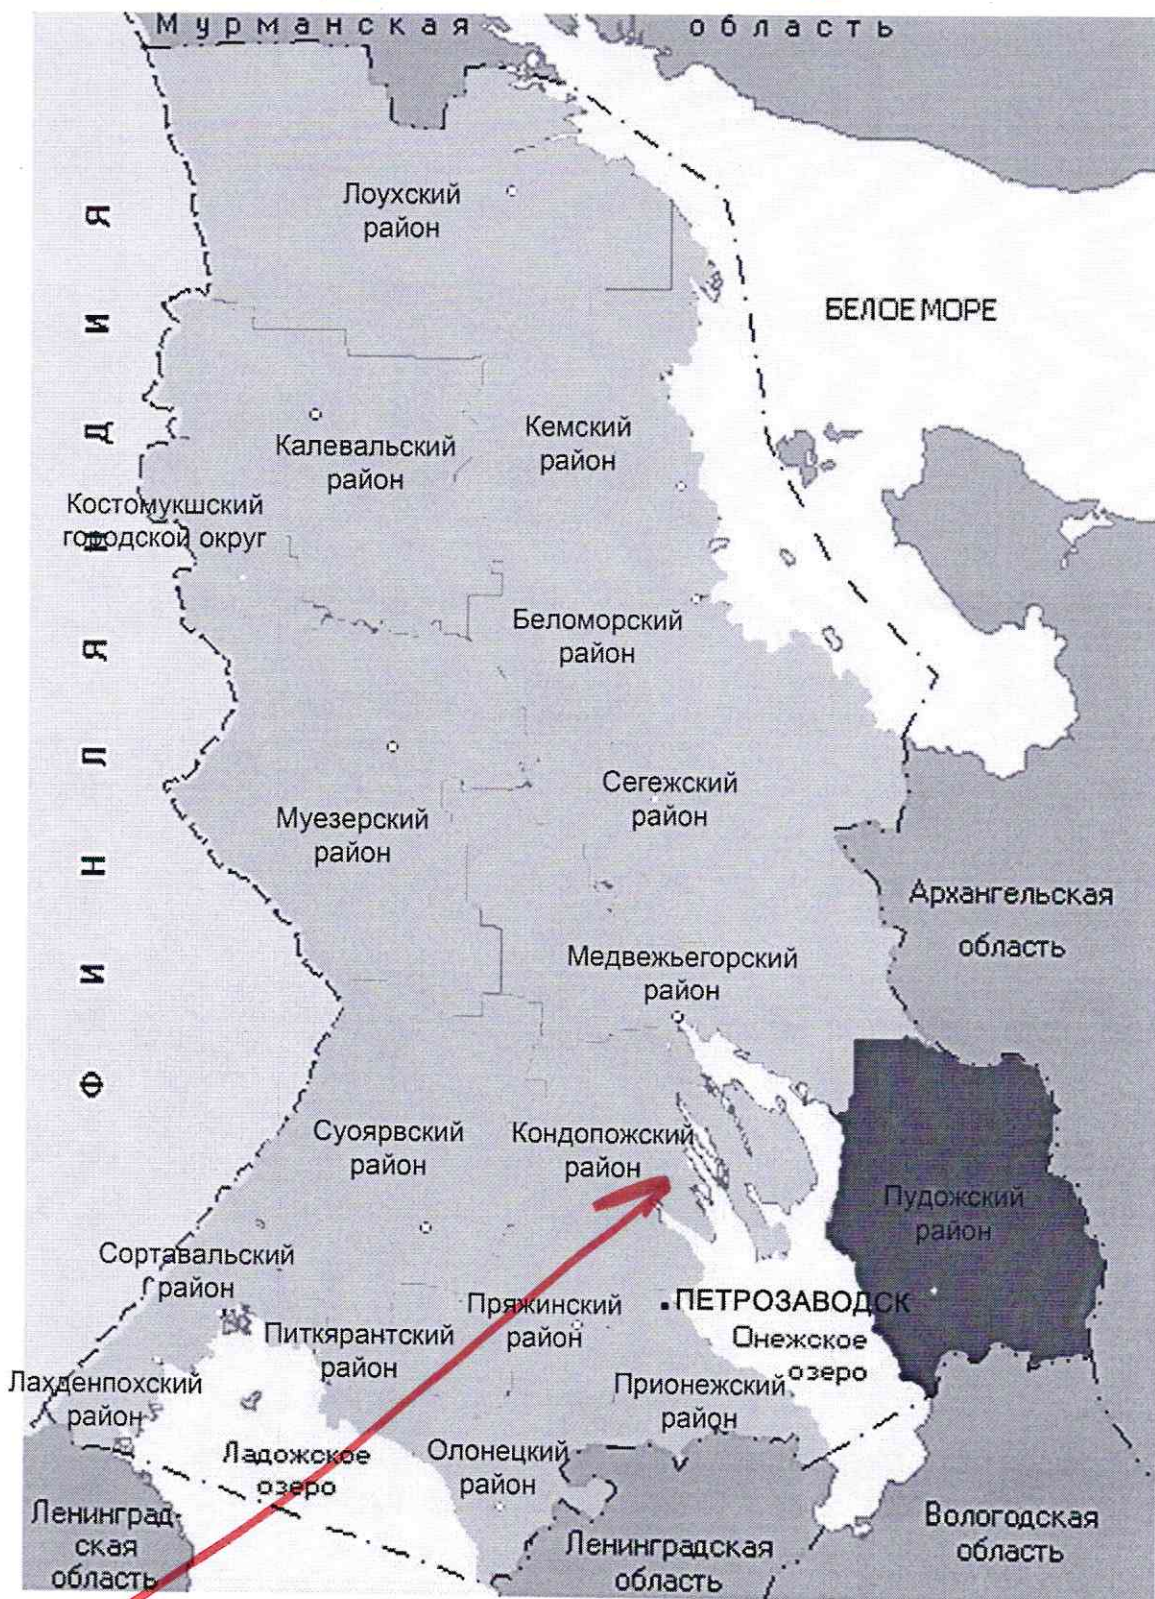 Мурманская область
Лоухский
район
БЕЛОЕ МОРЕ
ФИНЛЯНДИЯ
Калевальский
район
Кемский
район
Костомукшский
городской округ
Беломорский
район
Муезерский
район
Сегежский
район
Архангельская
область
Медвежьегорский
район
Суоярвский
район
Кондопожский
район
Пудожский
район
Сортавальский
район
Питкярантский
район
Пряжинский
район
ПЕТРОЗАВОДСК
Онежское
озеро
Лахденпохский
район
Прионежский
район
Ладожское
озеро
Олонецкий
район
Ленинград-
ская
область
Ленинградская
область
Вологодская
область